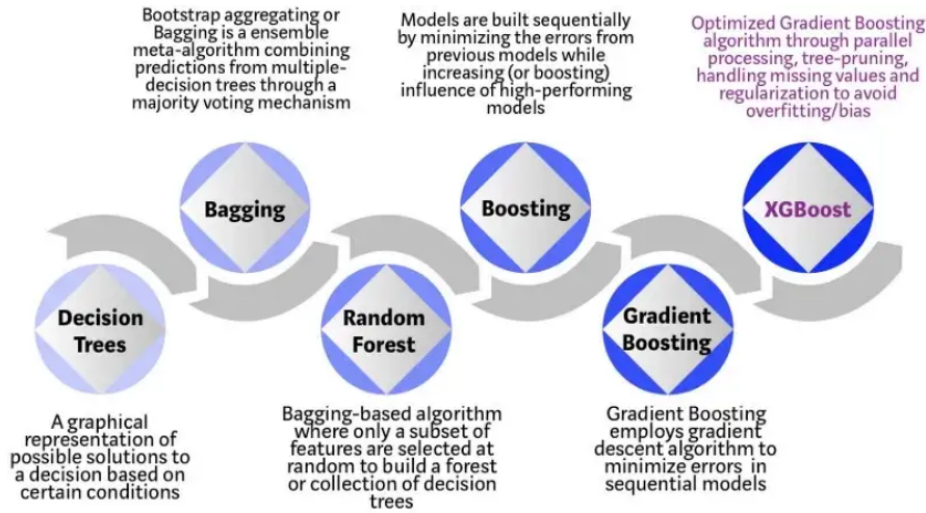 Bootstrap aggregating or
Bagging is a ensemble
meta-algorithm combining
predictions from multiple-
decision trees through a
majority voting mechanism
Models are built sequentially
by minimizing the errors from
previous models while
increasing (or boosting)
influence of high-performing
models
Optimized Gradient Boosting
algorithm through parallel
processing, tree-pruning,
handling missing values and
regularization to avoid
overfitting/bias
Bagging
Boosting
XGBoost
Decision
Trees
Random
Forest
Gradient
Boosting
A graphical
representation of
possible solutions to
a decision based on
certain conditions
Bagging-based algorithm
where only a subset of
features are selected at
random to build a forest
or collection of decision
trees
Gradient Boosting
employs gradient
descent algorithm to
minimize errors in
sequential models